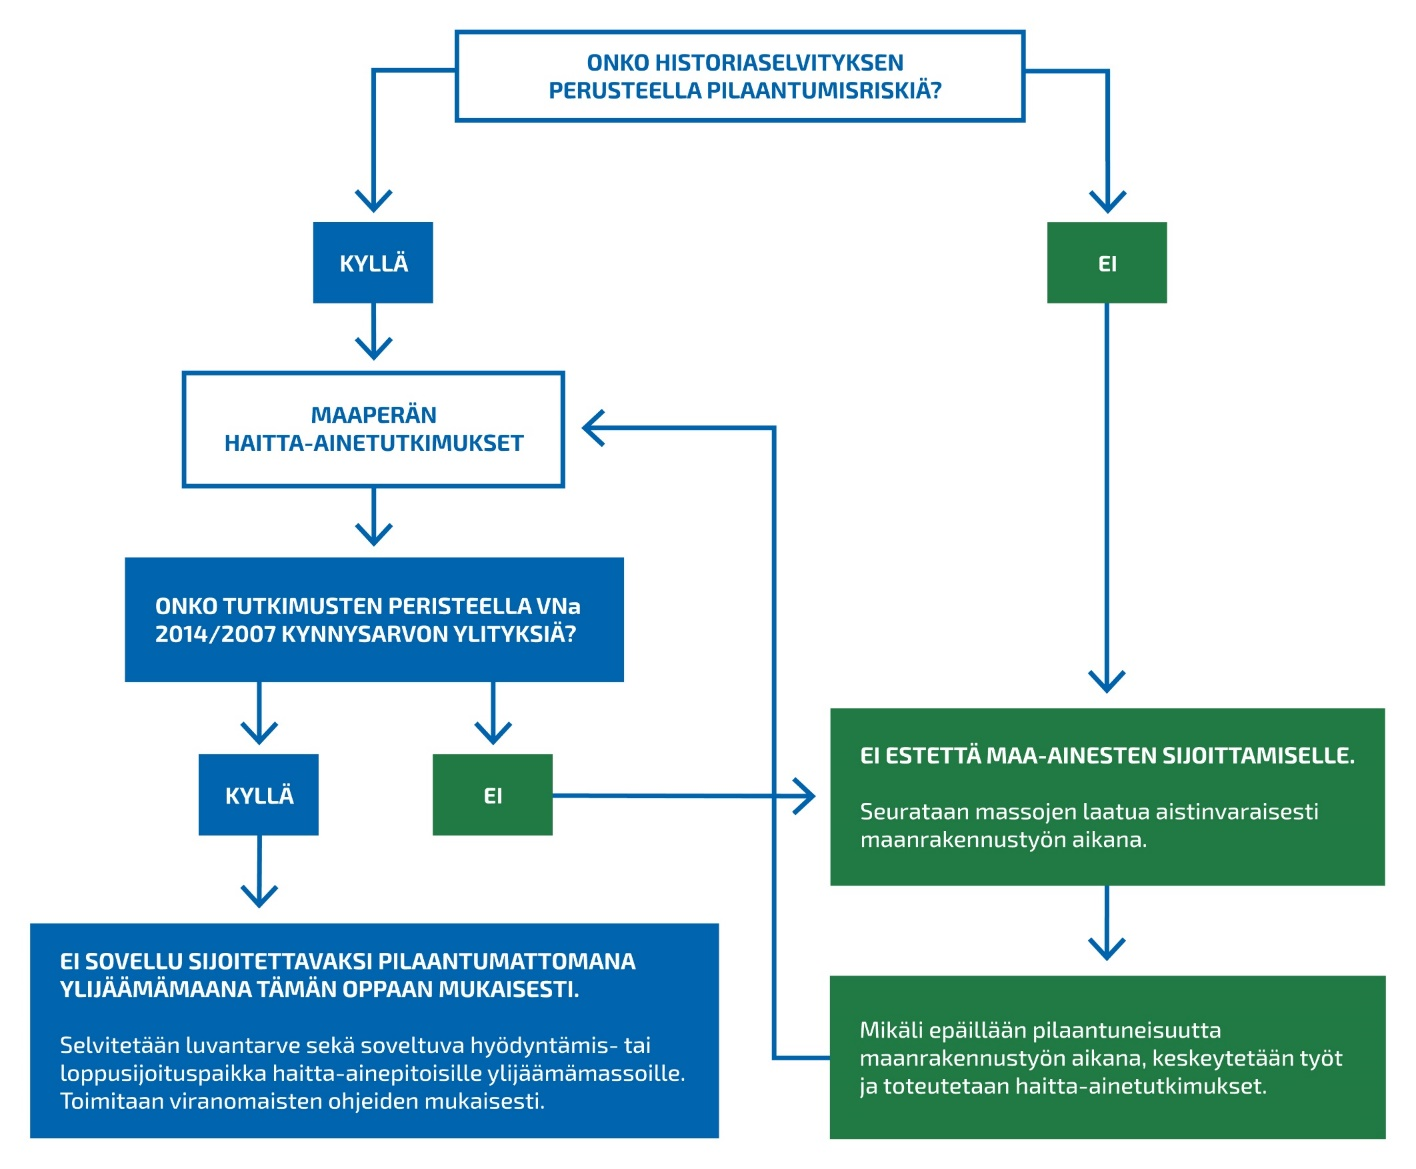 ONKO HISTORIASELVITYKSEN
PERUSTEELLA PILAANTUMISRISKIÄ?
KYLLÄ
EI
MAAPERÄN
HAITTA-AINETUTKIMUKSET
ONKO TUTKIMUSTEN PERISTEELLA VNa
2014/2007 KYNNYSARVON YLITYKSIÄ?
KYLLÄ
EI
EI ESTETTÄ MAA-AINESTEN SIJOITTAMISELLE.
Seurataan massojen laatua aistinvaraisesti
maanrakennustyön aikana.
EI SOVELLU SIJOITETTAVAKSI PILAANTUMATTOMANA
YLIJÄÄMÄMAANA TÄMÄN OPPAAN MUKAISESTI.
Selvitetään luvantarve sekä soveltuva hyödyntämis- tai
loppusijoituspaikka haitta-ainepitoisille ylijäämämassoille.
Toimitaan viranomaisten ohjeiden mukaisesti.
Mikäli epäillään pilaantuneisuutta
maanrakennustyön aikana, keskeytetään työt
ja toteutetaan haitta-ainetutkimukset.